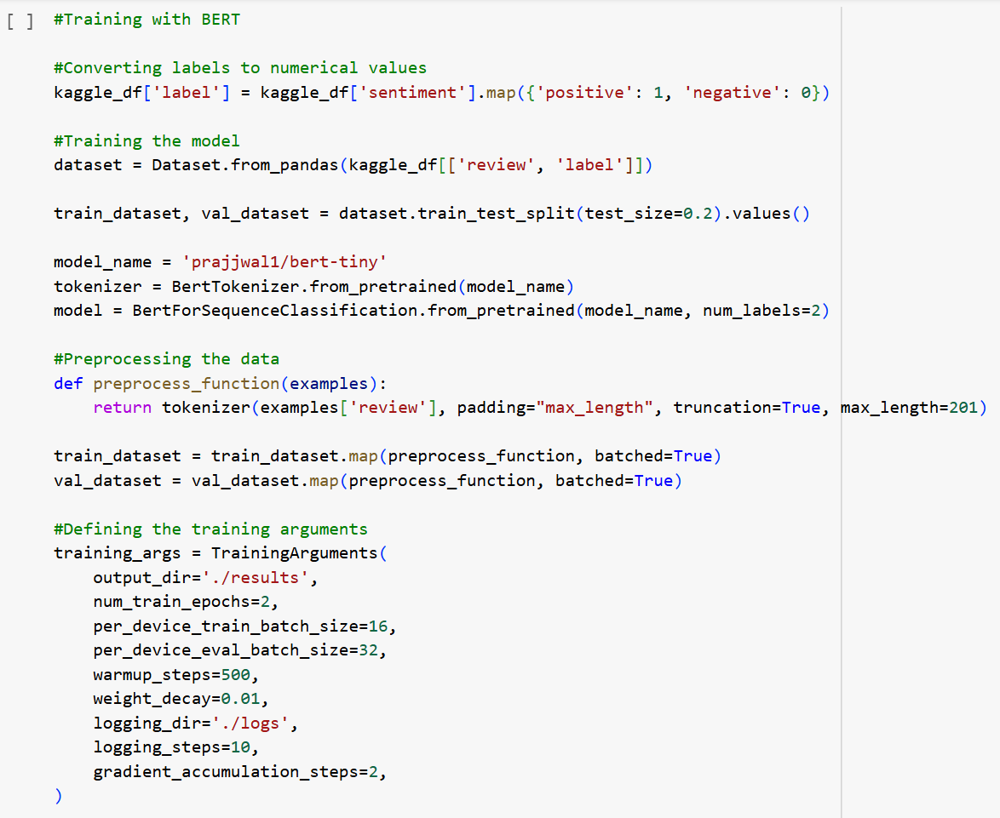 [ ] #Training with BERT
#Converting labels to numerical values
kaggle_df['label'] = kaggle_df['sentiment'].map({'positive': 1, 'negative': 0})
#Training the model
dataset = Dataset.from_pandas(kaggle_df[['review', 'label']])
train_dataset, val_dataset = dataset.train_test_split(test_size=0.2).values()
model_name = 'prajjwal1/bert-tiny'
tokenizer = BertTokenizer.from_pretrained(model_name)
model = BertForSequenceClassification.from_pretrained(model_name, num_labels=2)
#Preprocessing the data
def preprocess_function(examples):
    return tokenizer(examples['review'], padding="max_length", truncation=True, max_length=201)
train_dataset = train_dataset.map(preprocess_function, batched=True)
val_dataset = val_dataset.map(preprocess_function, batched=True)
#Defining the training arguments
training_args = TrainingArguments(
    output_dir='./results',
    num_train_epochs=2,
    per_device_train_batch_size=16,
    per_device_eval_batch_size=32,
    warmup_steps=500,
    weight_decay=0.01,
    logging_dir='./logs',
    logging_steps=10,
    gradient_accumulation_steps=2,
)